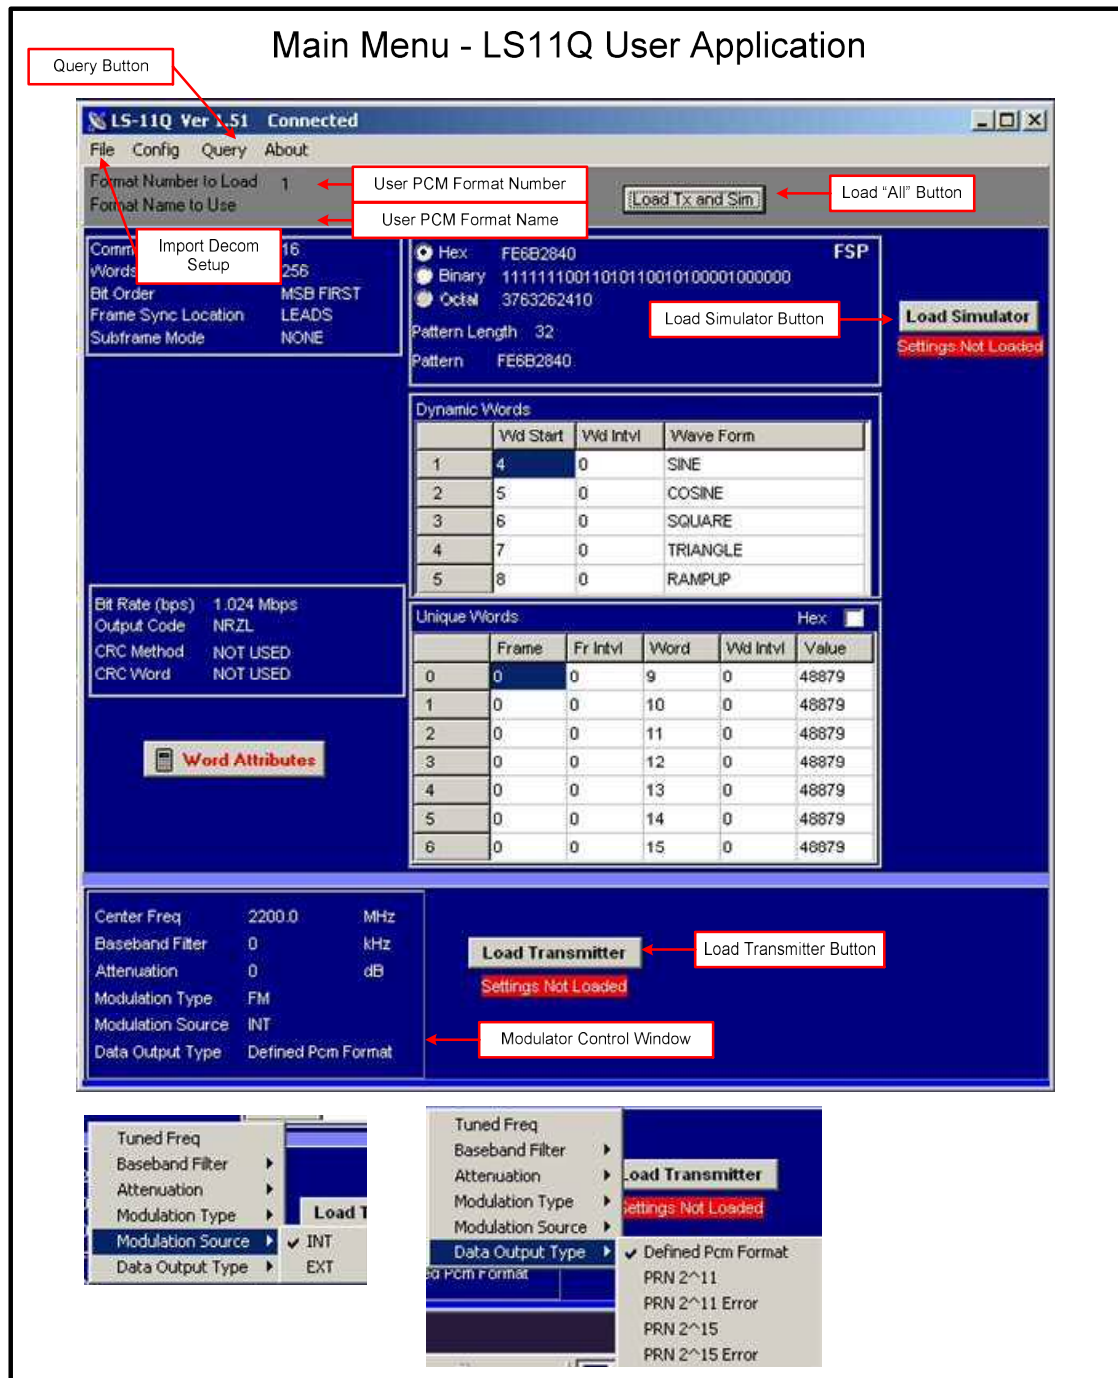 Main Menu - LS11Q User Application
Query Button
LS-11Q Ver 1.51 Connected
File Config Query About
Format Number to Load 1
User PCM Format Number
Load Tx and Sim
Load "All" Button
Format Name to Use
User PCM Format Name
Import Decom
Setup
Comm 16
Words 256
Bit Order MSB FIRST
Frame Sync Location LEADS
Subframe Mode NONE
Hex FE6B2840 FSP
Binary 11111110011010110010100001000000
Octal 3763262410
Pattern Length 32
Pattern FE6B2840
Load Simulator Button
Load Simulator
Settings Not Loaded
Dynamic Words
Wd Start Wd Intvl Wave Form
1 4 0 SINE
2 5 0 COSINE
3 6 0 SQUARE
4 7 0 TRIANGLE
5 8 0 RAMPUP
Bit Rate (bps) 1.024 Mbps
Output Code NRZL
CRC Method NOT USED
CRC Word NOT USED
Word Attributes
Unique Words Hex
Frame Fr Intvl Word Wd Intvl Value
0 0 0 9 0 48879
1 0 0 10 0 48879
2 0 0 11 0 48879
3 0 0 12 0 48879
4 0 0 13 0 48879
5 0 0 14 0 48879
6 0 0 15 0 48879
Center Freq 2200.0 MHz
Baseband Filter 0 kHz
Attenuation 0 dB
Modulation Type FM
Modulation Source INT
Data Output Type Defined Pcm Format
Load Transmitter
Settings Not Loaded
Load Transmitter Button
Modulator Control Window
Tuned Freq
Baseband Filter
Attenuation
Modulation Type
Modulation Source
Data Output Type
Load T
INT
EXT
Tuned Freq
Baseband Filter
Attenuation
Modulation Type
Modulation Source
Data Output Type
Load Transmitter
Settings Not Loaded
Pcm Format
Defined Pcm Format
PRN 2^11
PRN 2^11 Error
PRN 2^15
PRN 2^15 Error